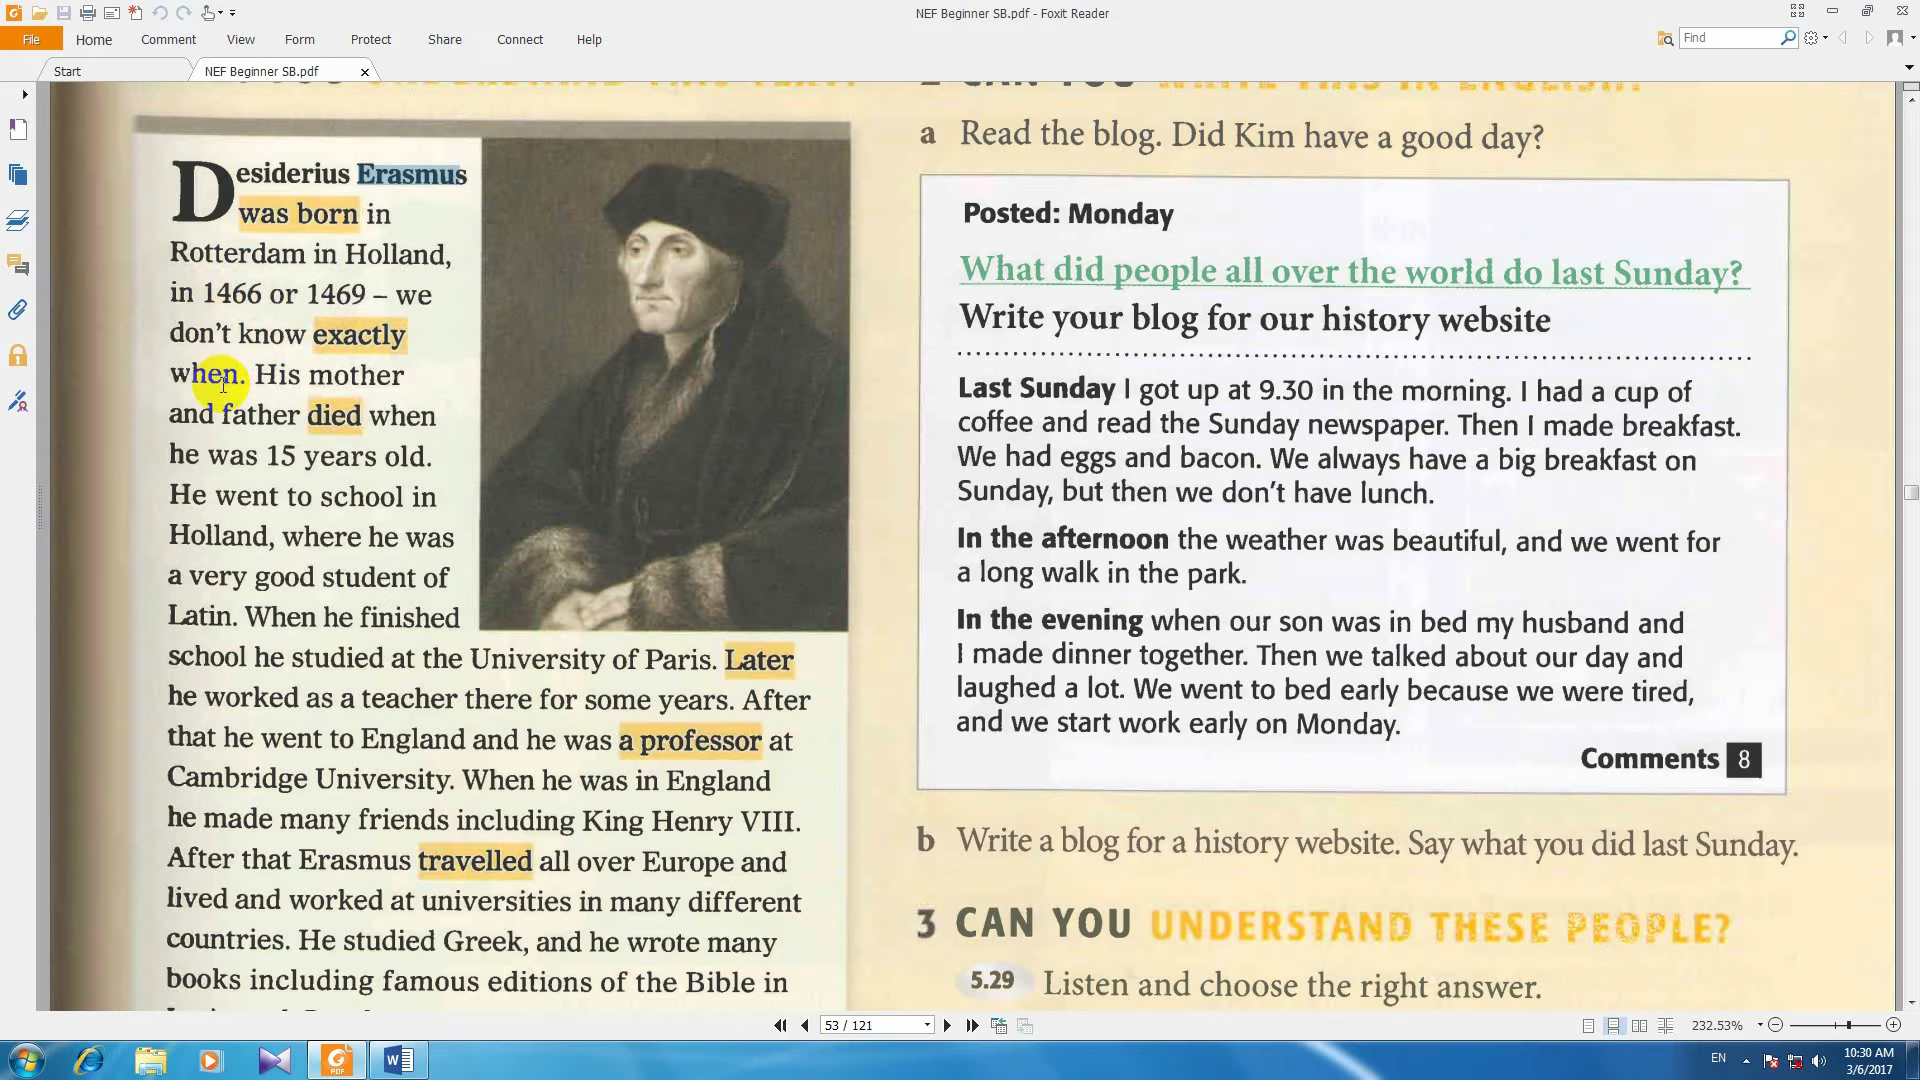 NEF Beginner SB.pdf - Foxit Reader
File Home Comment View Form Protect Share Connect Help
Find
Start
NEF Beginner SB.pdf
Desiderius Erasmus
was born in
Rotterdam in Holland,
in 1466 or 1469 – we
don't know exactly
when. His mother
and father died when
he was 15 years old.
He went to school in
Holland, where he was
a very good student of
Latin. When he finished
school he studied at the University of Paris. Later
he worked as a teacher there for some years. After
that he went to England and he was a professor at
Cambridge University. When he was in England
he made many friends including King Henry VIII.
After that Erasmus travelled all over Europe and
lived and worked at universities in many different
countries. He studied Greek, and he wrote many
books including famous editions of the Bible in
2 CAN YOU WRITE THIS IN ENGLISH?
a Read the blog. Did Kim have a good day?
Posted: Monday
What did people all over the world do last Sunday?
Write your blog for our history website
Last Sunday I got up at 9.30 in the morning. I had a cup of
coffee and read the Sunday newspaper. Then I made breakfast.
We had eggs and bacon. We always have a big breakfast on
Sunday, but then we don't have lunch.
In the afternoon the weather was beautiful, and we went for
a long walk in the park.
In the evening when our son was in bed my husband and
I made dinner together. Then we talked about our day and
laughed a lot. We went to bed early because we were tired,
and we start work early on Monday.
Comments 8
b Write a blog for a history website. Say what you did last Sunday.
3 CAN YOU UNDERSTAND THESE PEOPLE?
5.29 Listen and choose the right answer.
53 / 121
232.53%
EN
10:30 AM
3/6/2017